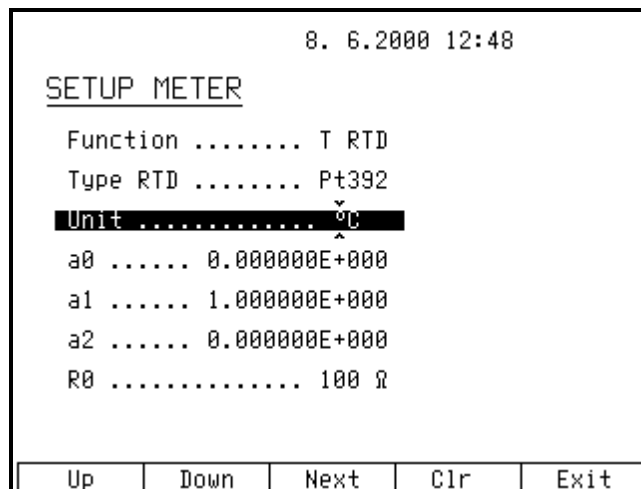 8. 6.2000 12:48
SETUP METER
Function ........ T RTD
Type RTD ........ Pt392
Unit ............. ºC
a0 ...... 0.000000E+000
a1 ...... 1.000000E+000
a2 ...... 0.000000E+000
R0 .............. 100 Ω
Up Down Next Clr Exit